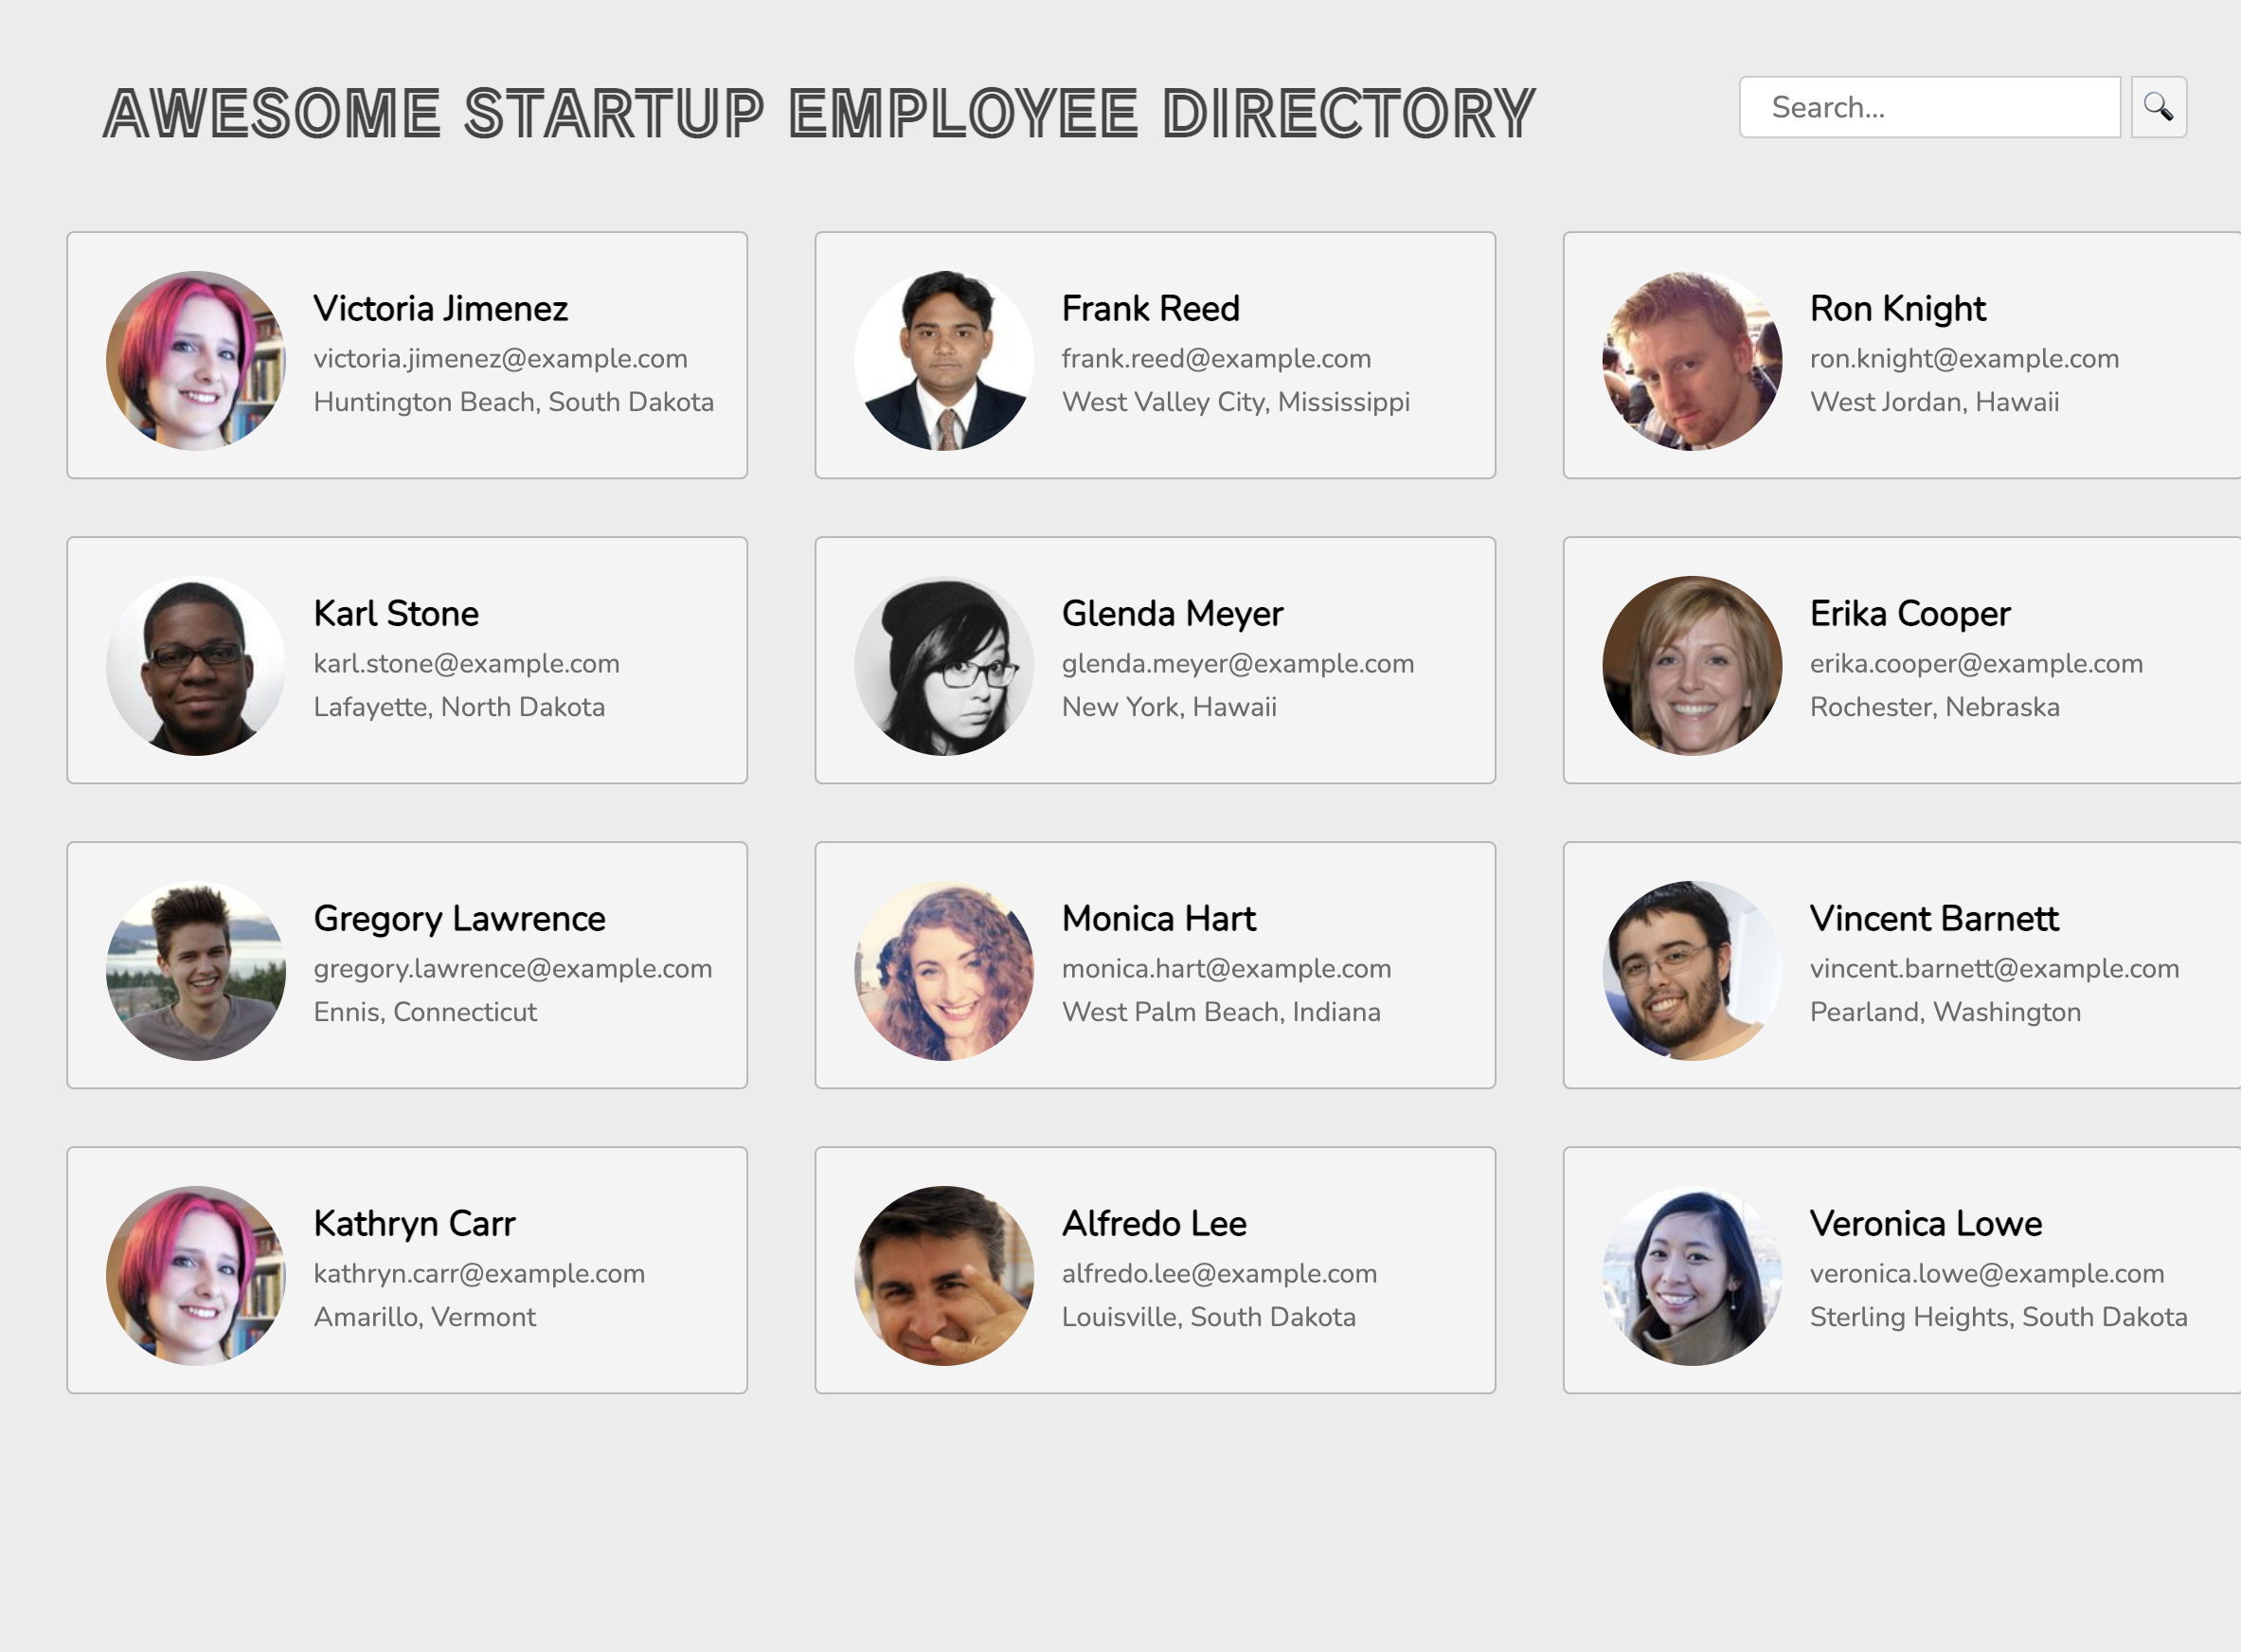 AWESOME STARTUP EMPLOYEE DIRECTORY
Search...
Victoria Jimenez
victoria.jimenez@example.com
Huntington Beach, South Dakota
Frank Reed
frank.reed@example.com
West Valley City, Mississippi
Ron Knight
ron.knight@example.com
West Jordan, Hawaii
Karl Stone
karl.stone@example.com
Lafayette, North Dakota
Glenda Meyer
glenda.meyer@example.com
New York, Hawaii
Erika Cooper
erika.cooper@example.com
Rochester, Nebraska
Gregory Lawrence
gregory.lawrence@example.com
Ennis, Connecticut
Monica Hart
monica.hart@example.com
West Palm Beach, Indiana
Vincent Barnett
vincent.barnett@example.com
Pearland, Washington
Kathryn Carr
kathryn.carr@example.com
Amarillo, Vermont
Alfredo Lee
alfredo.lee@example.com
Louisville, South Dakota
Veronica Lowe
veronica.lowe@example.com
Sterling Heights, South Dakota